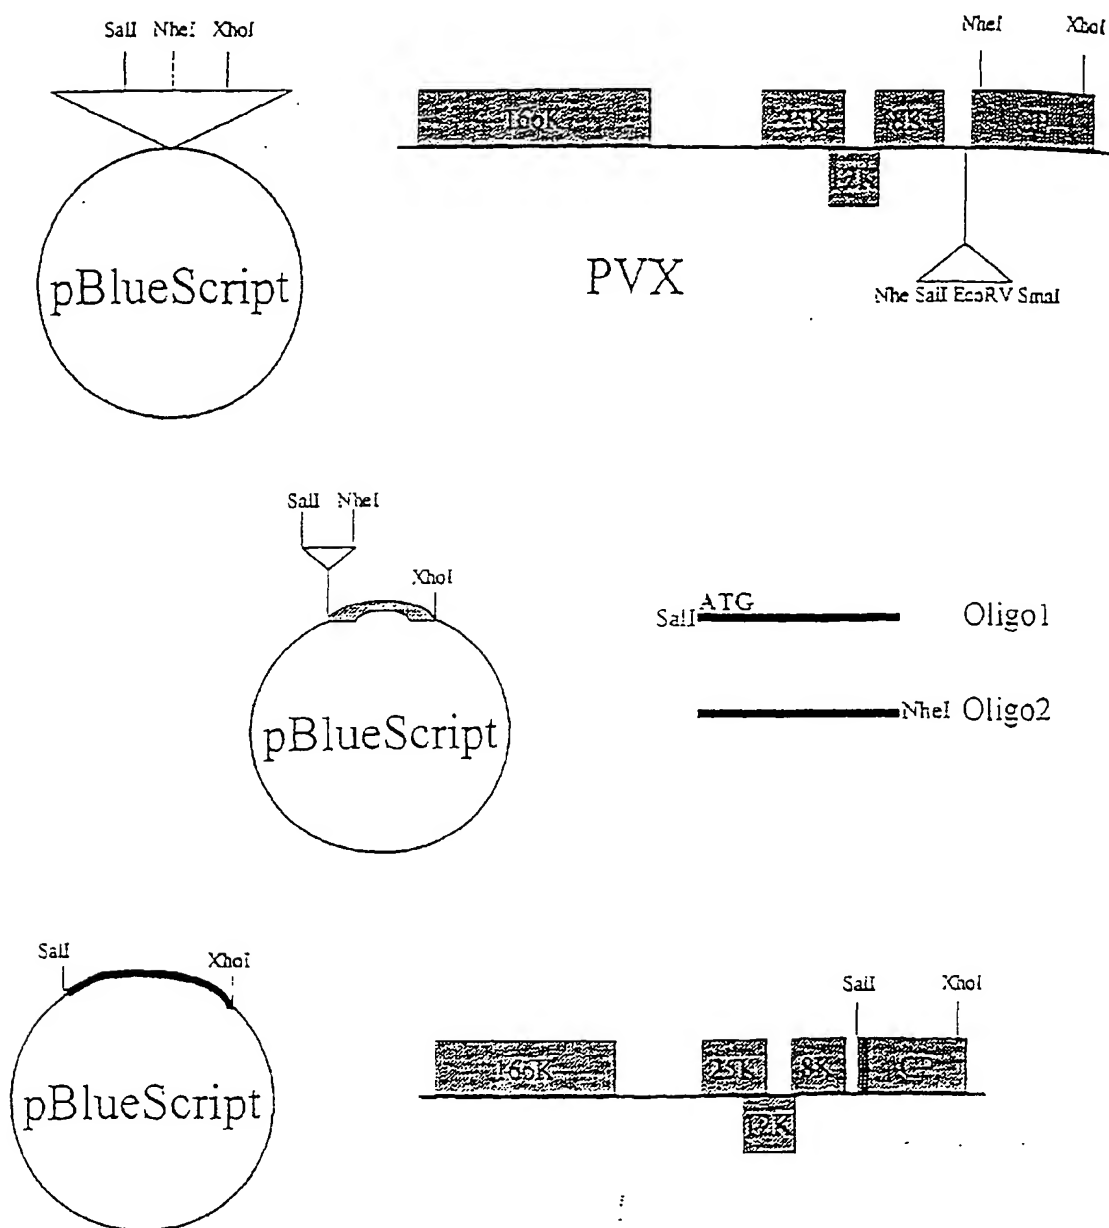 SalI NheI XhoI
NheI XhoI
166K
25K
8K
12K
pBlueScript
PVX
Nhe SalI EcoRV SmaI
SalI NheI
XhoI
pBlueScript
ATG
SalI
Oligo1
NheI Oligo2
SalI
XhoI
pBlueScript
SalI XhoI
166K
25K
8K
CP
12K